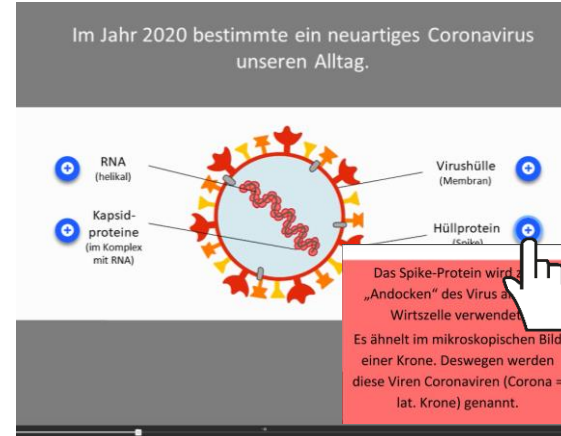 Im Jahr 2020 bestimmte ein neuartiges Coronavirus
unseren Alltag.
RNA
(helikal)
Kapsid-
proteine
(im Komplex
mit RNA)
Virushülle
(Membran)
Hüllprotein
(Spike)
Das Spike-Protein wird
„Andocken“ des Virus
Wirtszelle verwendet
Es ähnelt im mikroskopischen Bild
einer Krone. Deswegen werden
diese Viren Coronaviren (Corona =
lat. Krone) genannt.